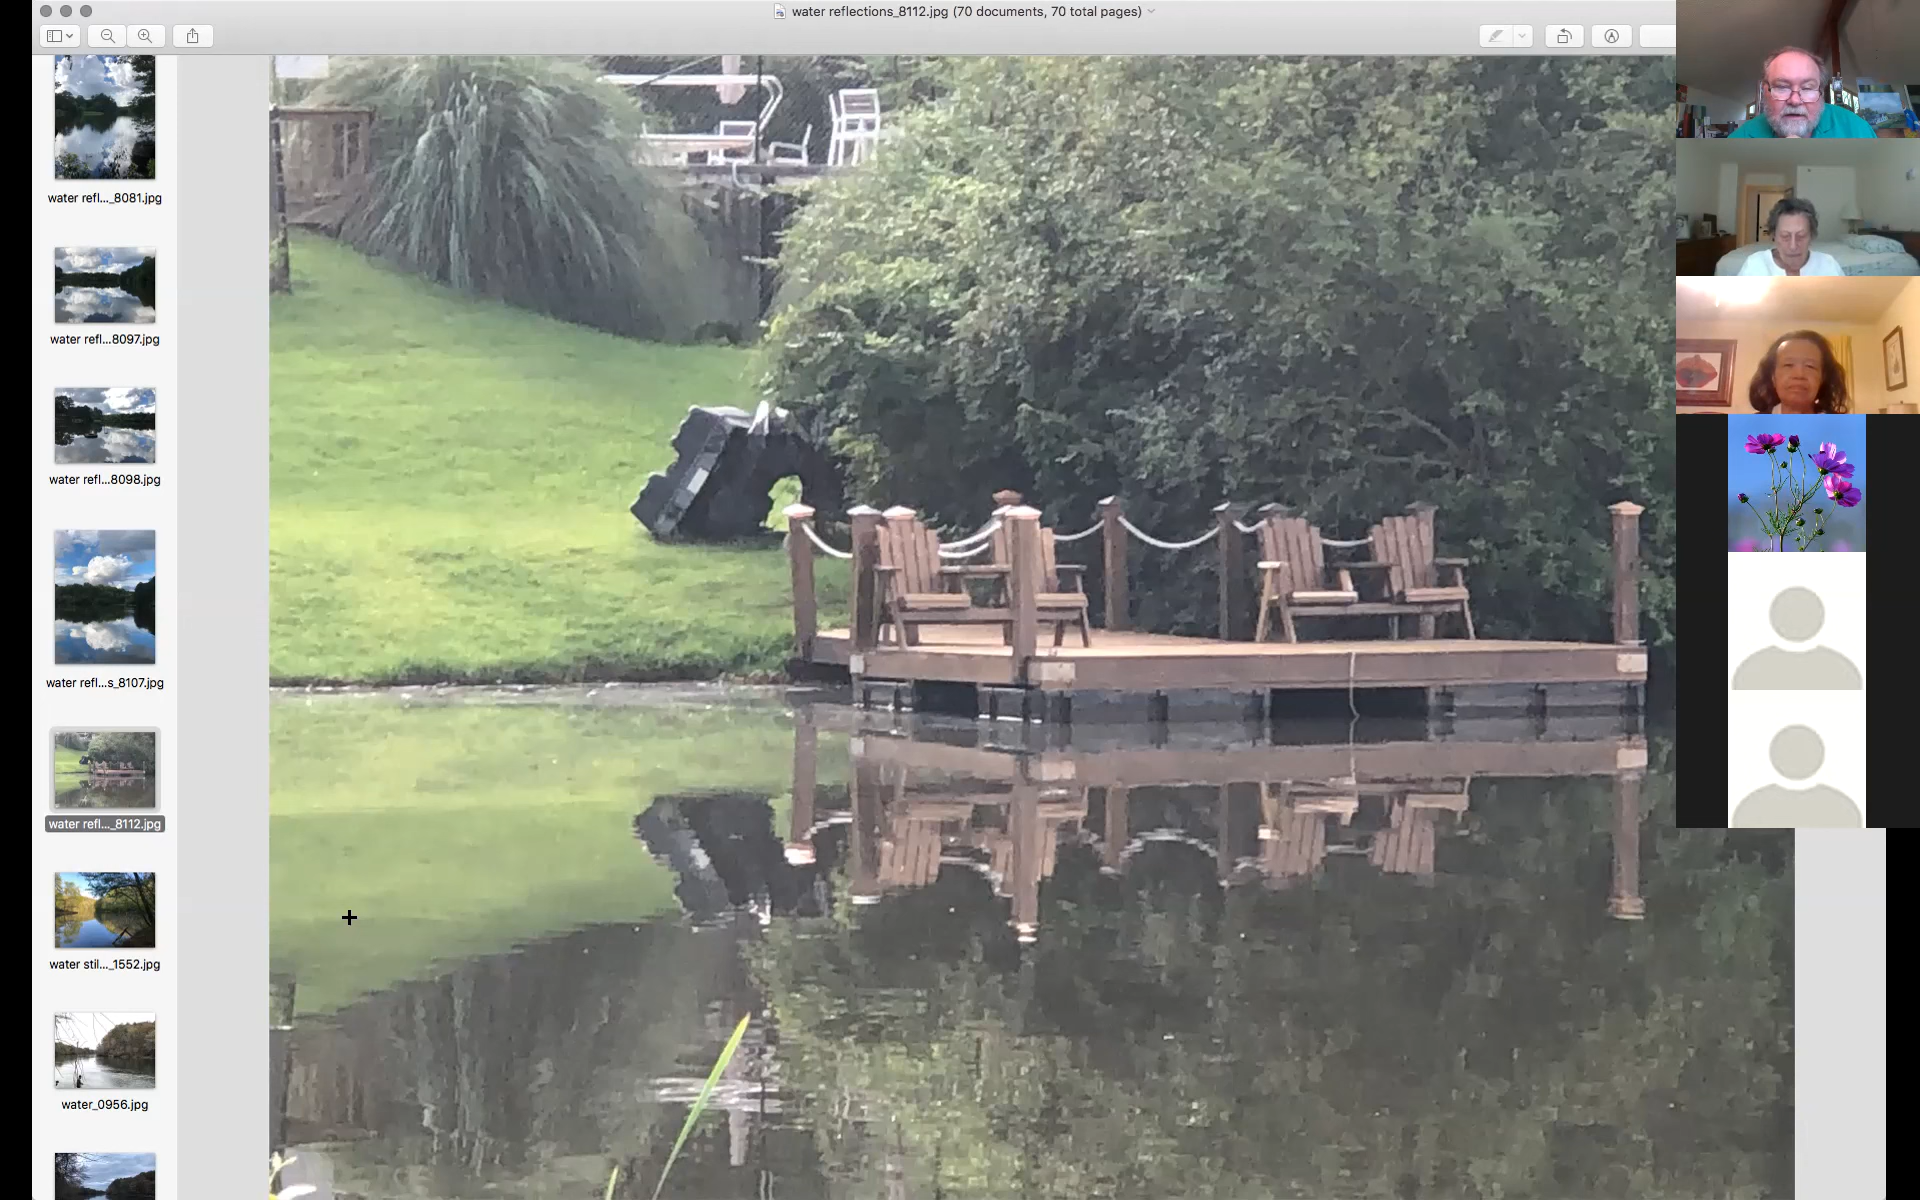 water reflections_8112.jpg (70 documents, 70 total pages)
water refl..._8081.jpg
water refl...8097.jpg
water refl...8098.jpg
water refl...s_8107.jpg
water refl..._8112.jpg
water stil..._1552.jpg
water_0956.jpg